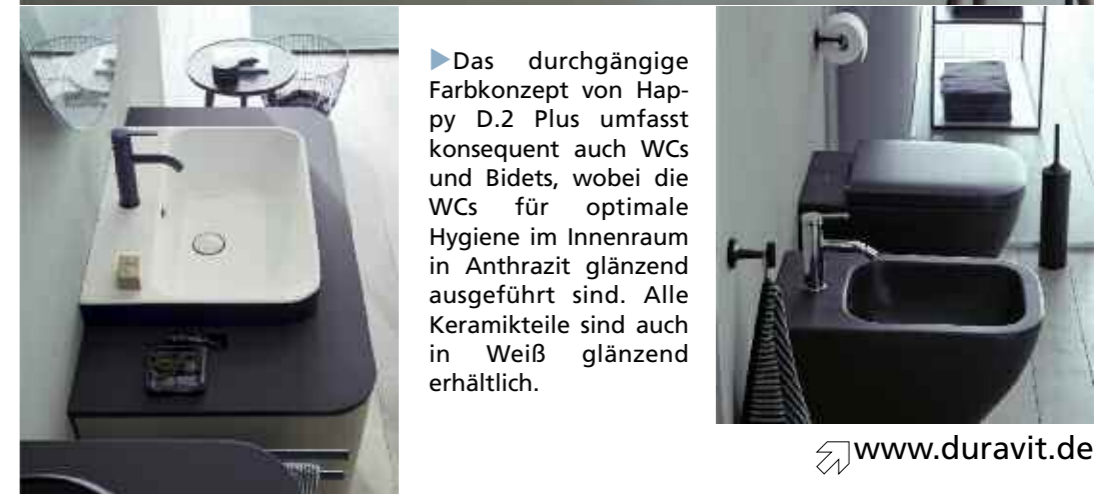 ▶Das durchgängige
Farbkonzept von Hap-
py D.2 Plus umfasst
konsequent auch WCs
und Bidets, wobei die
WCs für optimale
Hygiene im Innenraum
in Anthrazit glänzend
ausgeführt sind. Alle
Keramikteile sind auch
in Weiß glänzend
erhältlich.
www.duravit.de